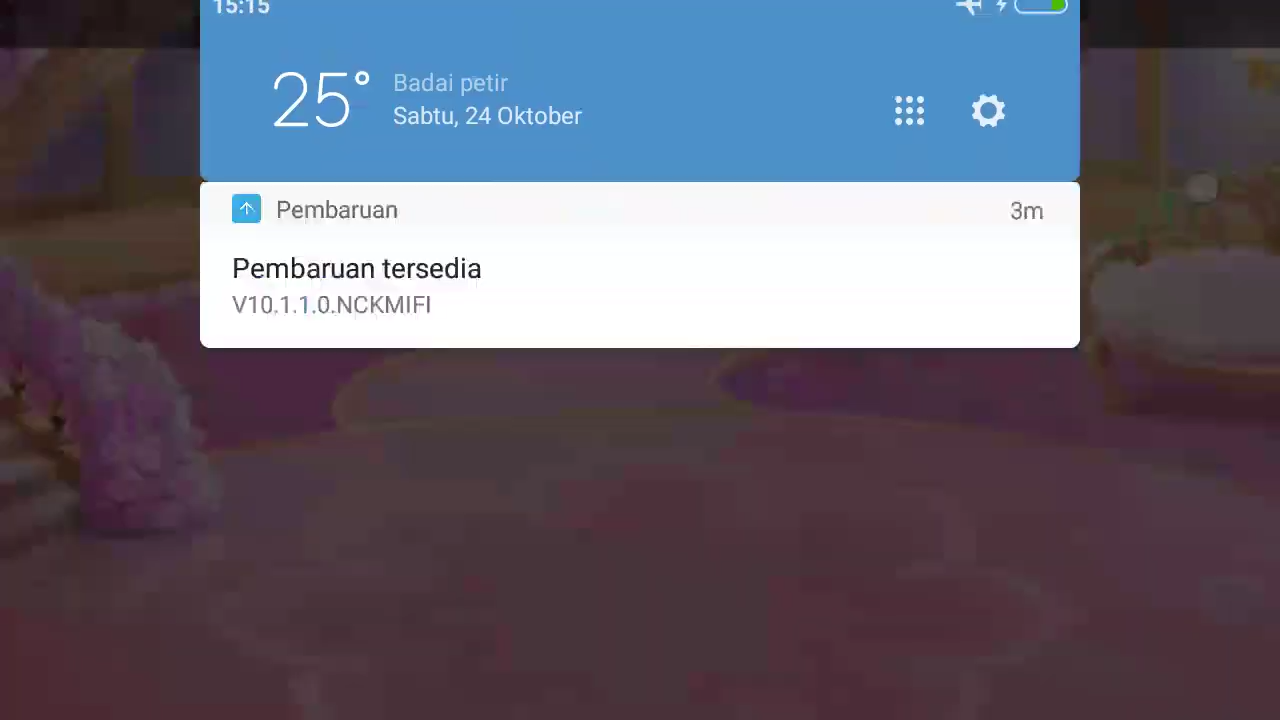 15:15
25°
Badai petir
Sabtu, 24 Oktober
Pembaruan
3m
Pembaruan tersedia
V10.1.1.0.NCKMIFI